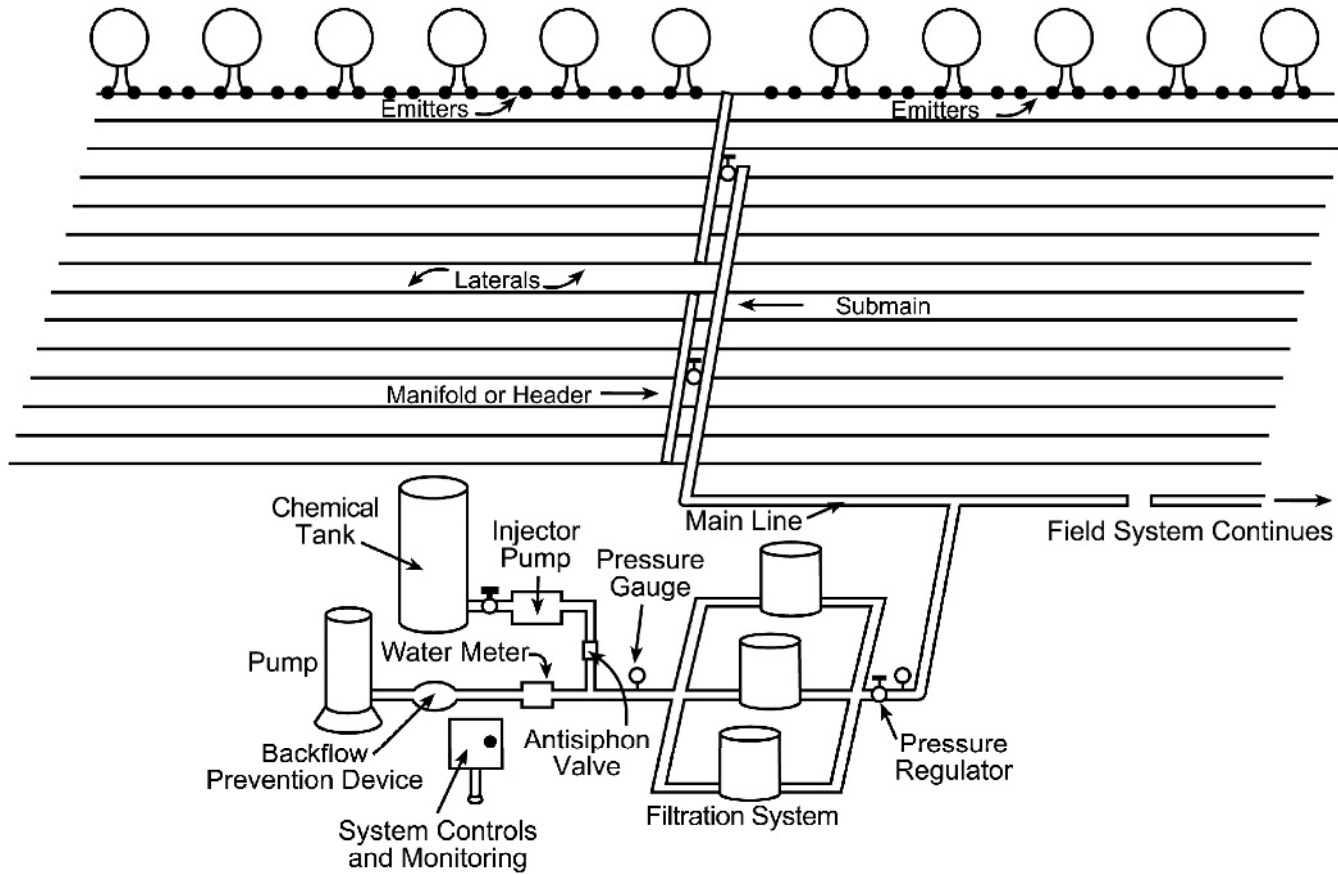 Emitters
Emitters
Laterals
Submain
Manifold or Header
Chemical
Tank
Injector
Pump
Pressure
Gauge
Main Line
Field System Continues
Pump
Water Meter
Backflow
Prevention Device
Antisiphon
Valve
Pressure
Regulator
Filtration System
System Controls
and Monitoring